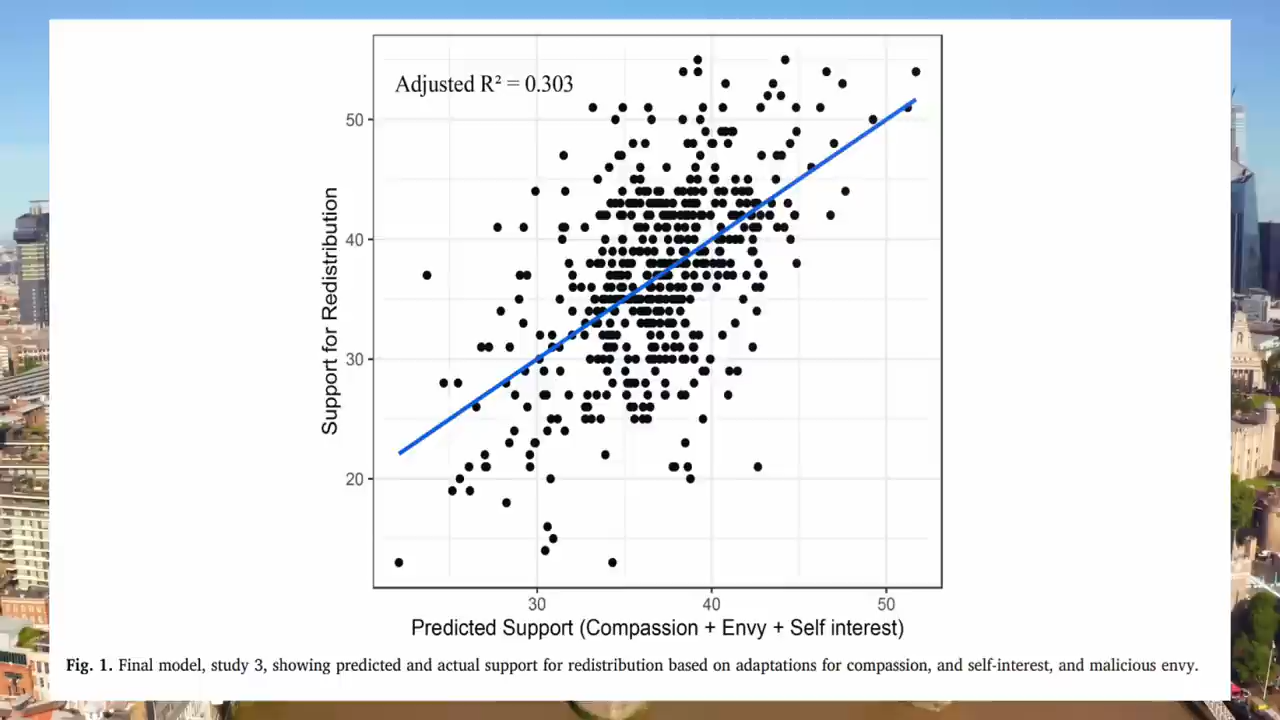 Adjusted R² = 0.303
50
40
30
20
Support for Redistribution
30 40 50
Predicted Support (Compassion + Envy + Self interest)
Fig. 1. Final model, study 3, showing predicted and actual support for redistribution based on adaptations for compassion, and self-interest, and malicious envy.